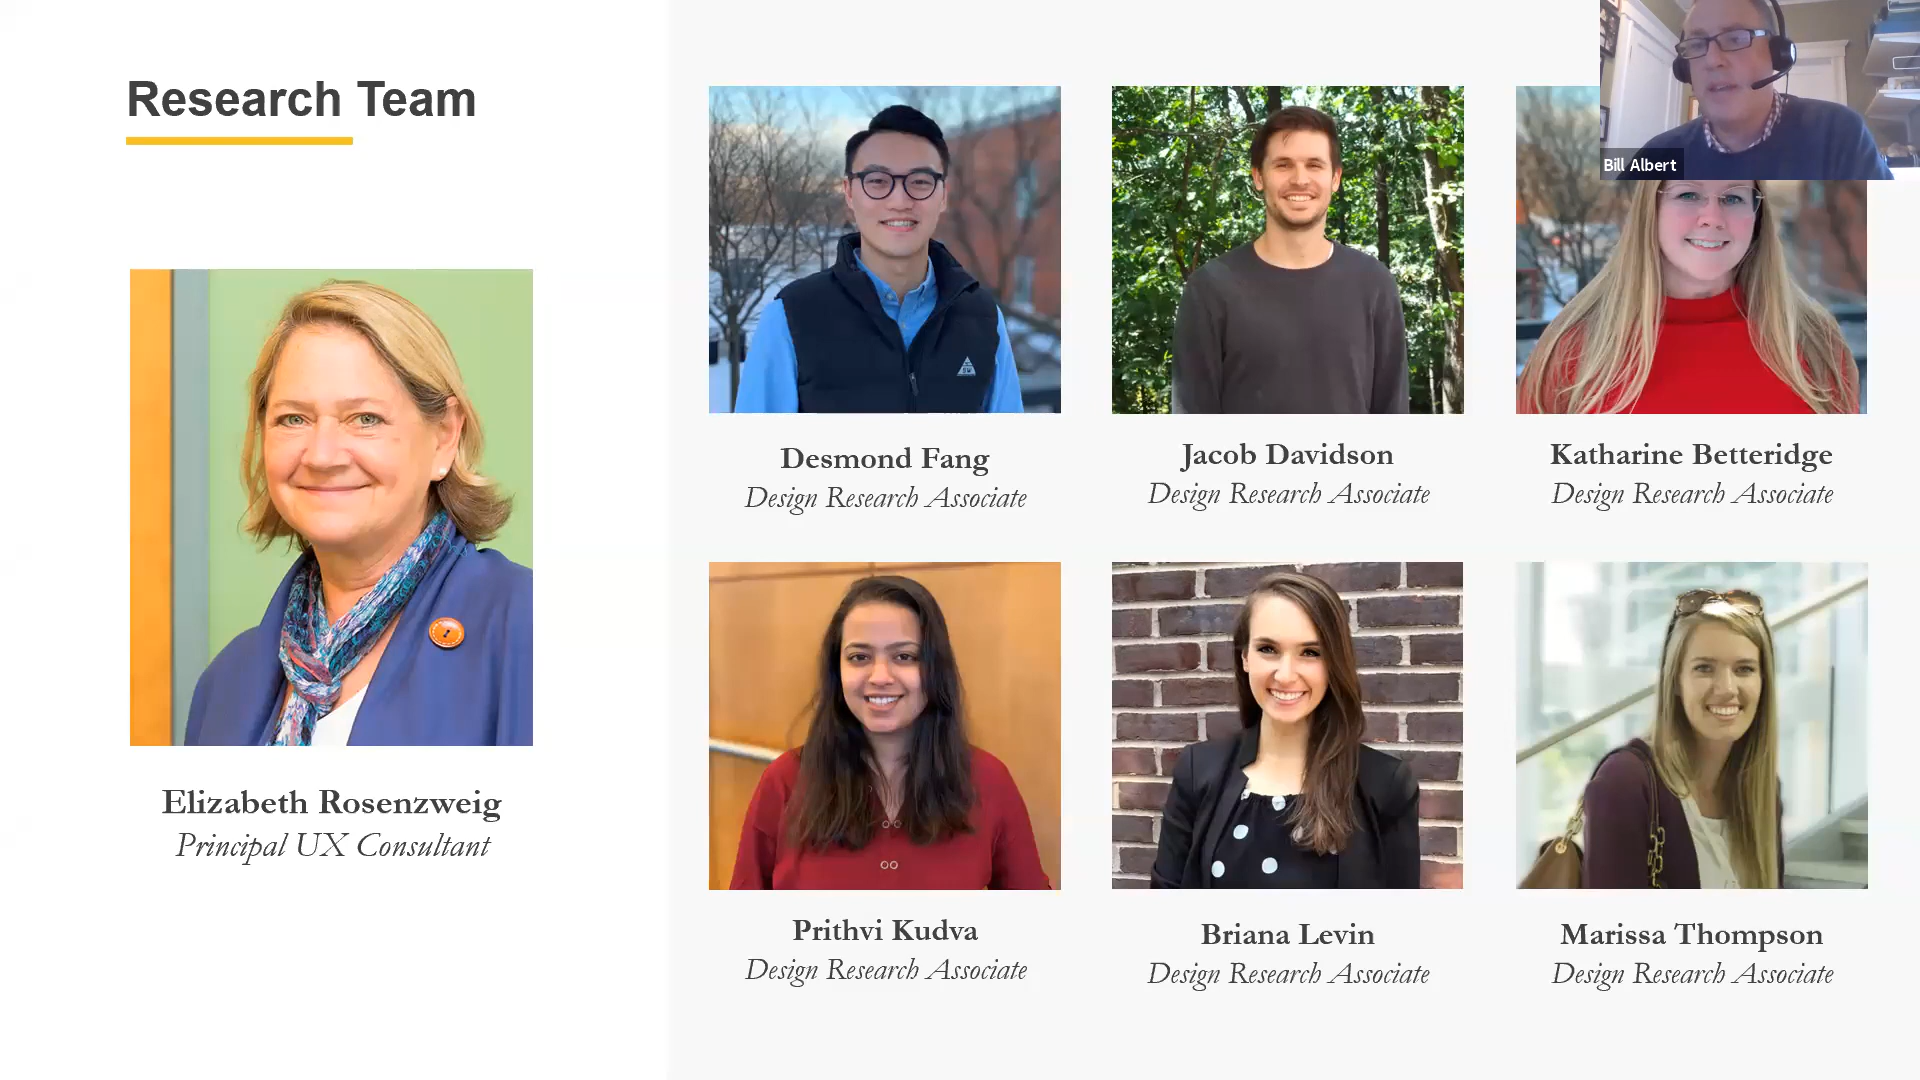 Research Team
Bill Albert
Desmond Fang
Design Research Associate
Jacob Davidson
Design Research Associate
Katharine Betteridge
Design Research Associate
Elizabeth Rosenzweig
Principal UX Consultant
Prithvi Kudva
Design Research Associate
Briana Levin
Design Research Associate
Marissa Thompson
Design Research Associate